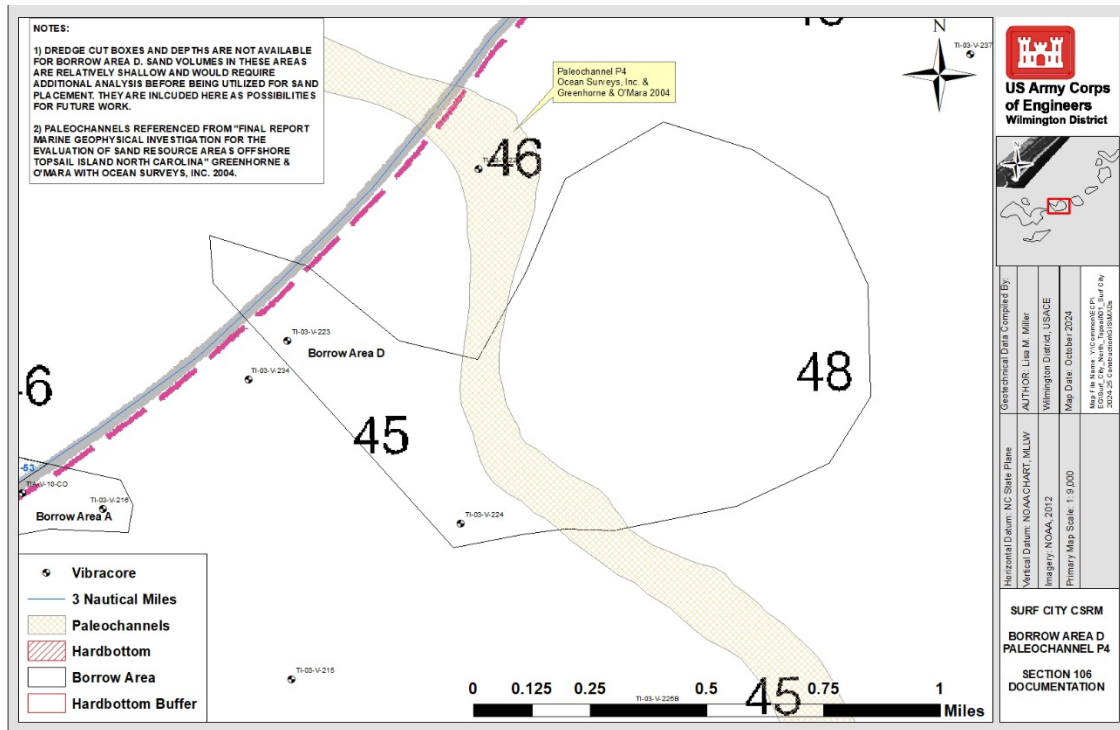 NOTES:
1) DREDGE CUT BOXES AND DEPTHS ARE NOT AVAILABLE
FOR BORROW AREA D. SAND VOLUMES IN THESE AREAS
ARE RELATIVELY SHALLOW AND WOULD REQUIRE
ADDITIONAL ANALYSIS BEFORE BEING UTILIZED FOR SAND
PLACEMENT. THEY ARE INLCUDED HERE AS POSSIBILITIES
FOR FUTURE WORK.
2) PALEOCHANNELS REFERENCED FROM "FINAL REPORT
MARINE GEOPHYSICAL INVESTIGATION FOR THE
EVALUATION OF SAND RESOURCE AREAS OFFSHORE
TOPSAIL ISLAND NORTH CAROLINA" GREENHORNE &
O'MARA WITH OCEAN SURVEYS, INC. 2004.
Paleochannel P4
Ocean Surveys, Inc. &
Greenhorne & O'Mara 2004
N
TI-03-V-237
46
TI-03-V-223
Borrow Area D
TI-03-V-234
48
45
-53
Borrow Area A
TI-03-V-216
TI-03-V-224
TI-03-V-215
Vibracore
3 Nautical Miles
Paleochannels
Hardbottom
Borrow Area
Hardbottom Buffer
0 0.125 0.25 0.5 0.75 1
Miles
TI-03-V-225B
45
US Army Corps
of Engineers
Wilmington District
N
Geotechnical Data Compiled By:
AUTHOR: Lisa M. Miller
Wilmington District, USACE
Map Date: October 2024
Horizontal Datum: NC State Plane
Vertical Datum: NOAA CHART, MLLW
Imagery: NOAA, 2012
Primary Map Scale: 1: 9,000
SURF CITY CSRM
BORROW AREA D
PALEOCHANNEL P4
SECTION 106
DOCUMENTATION